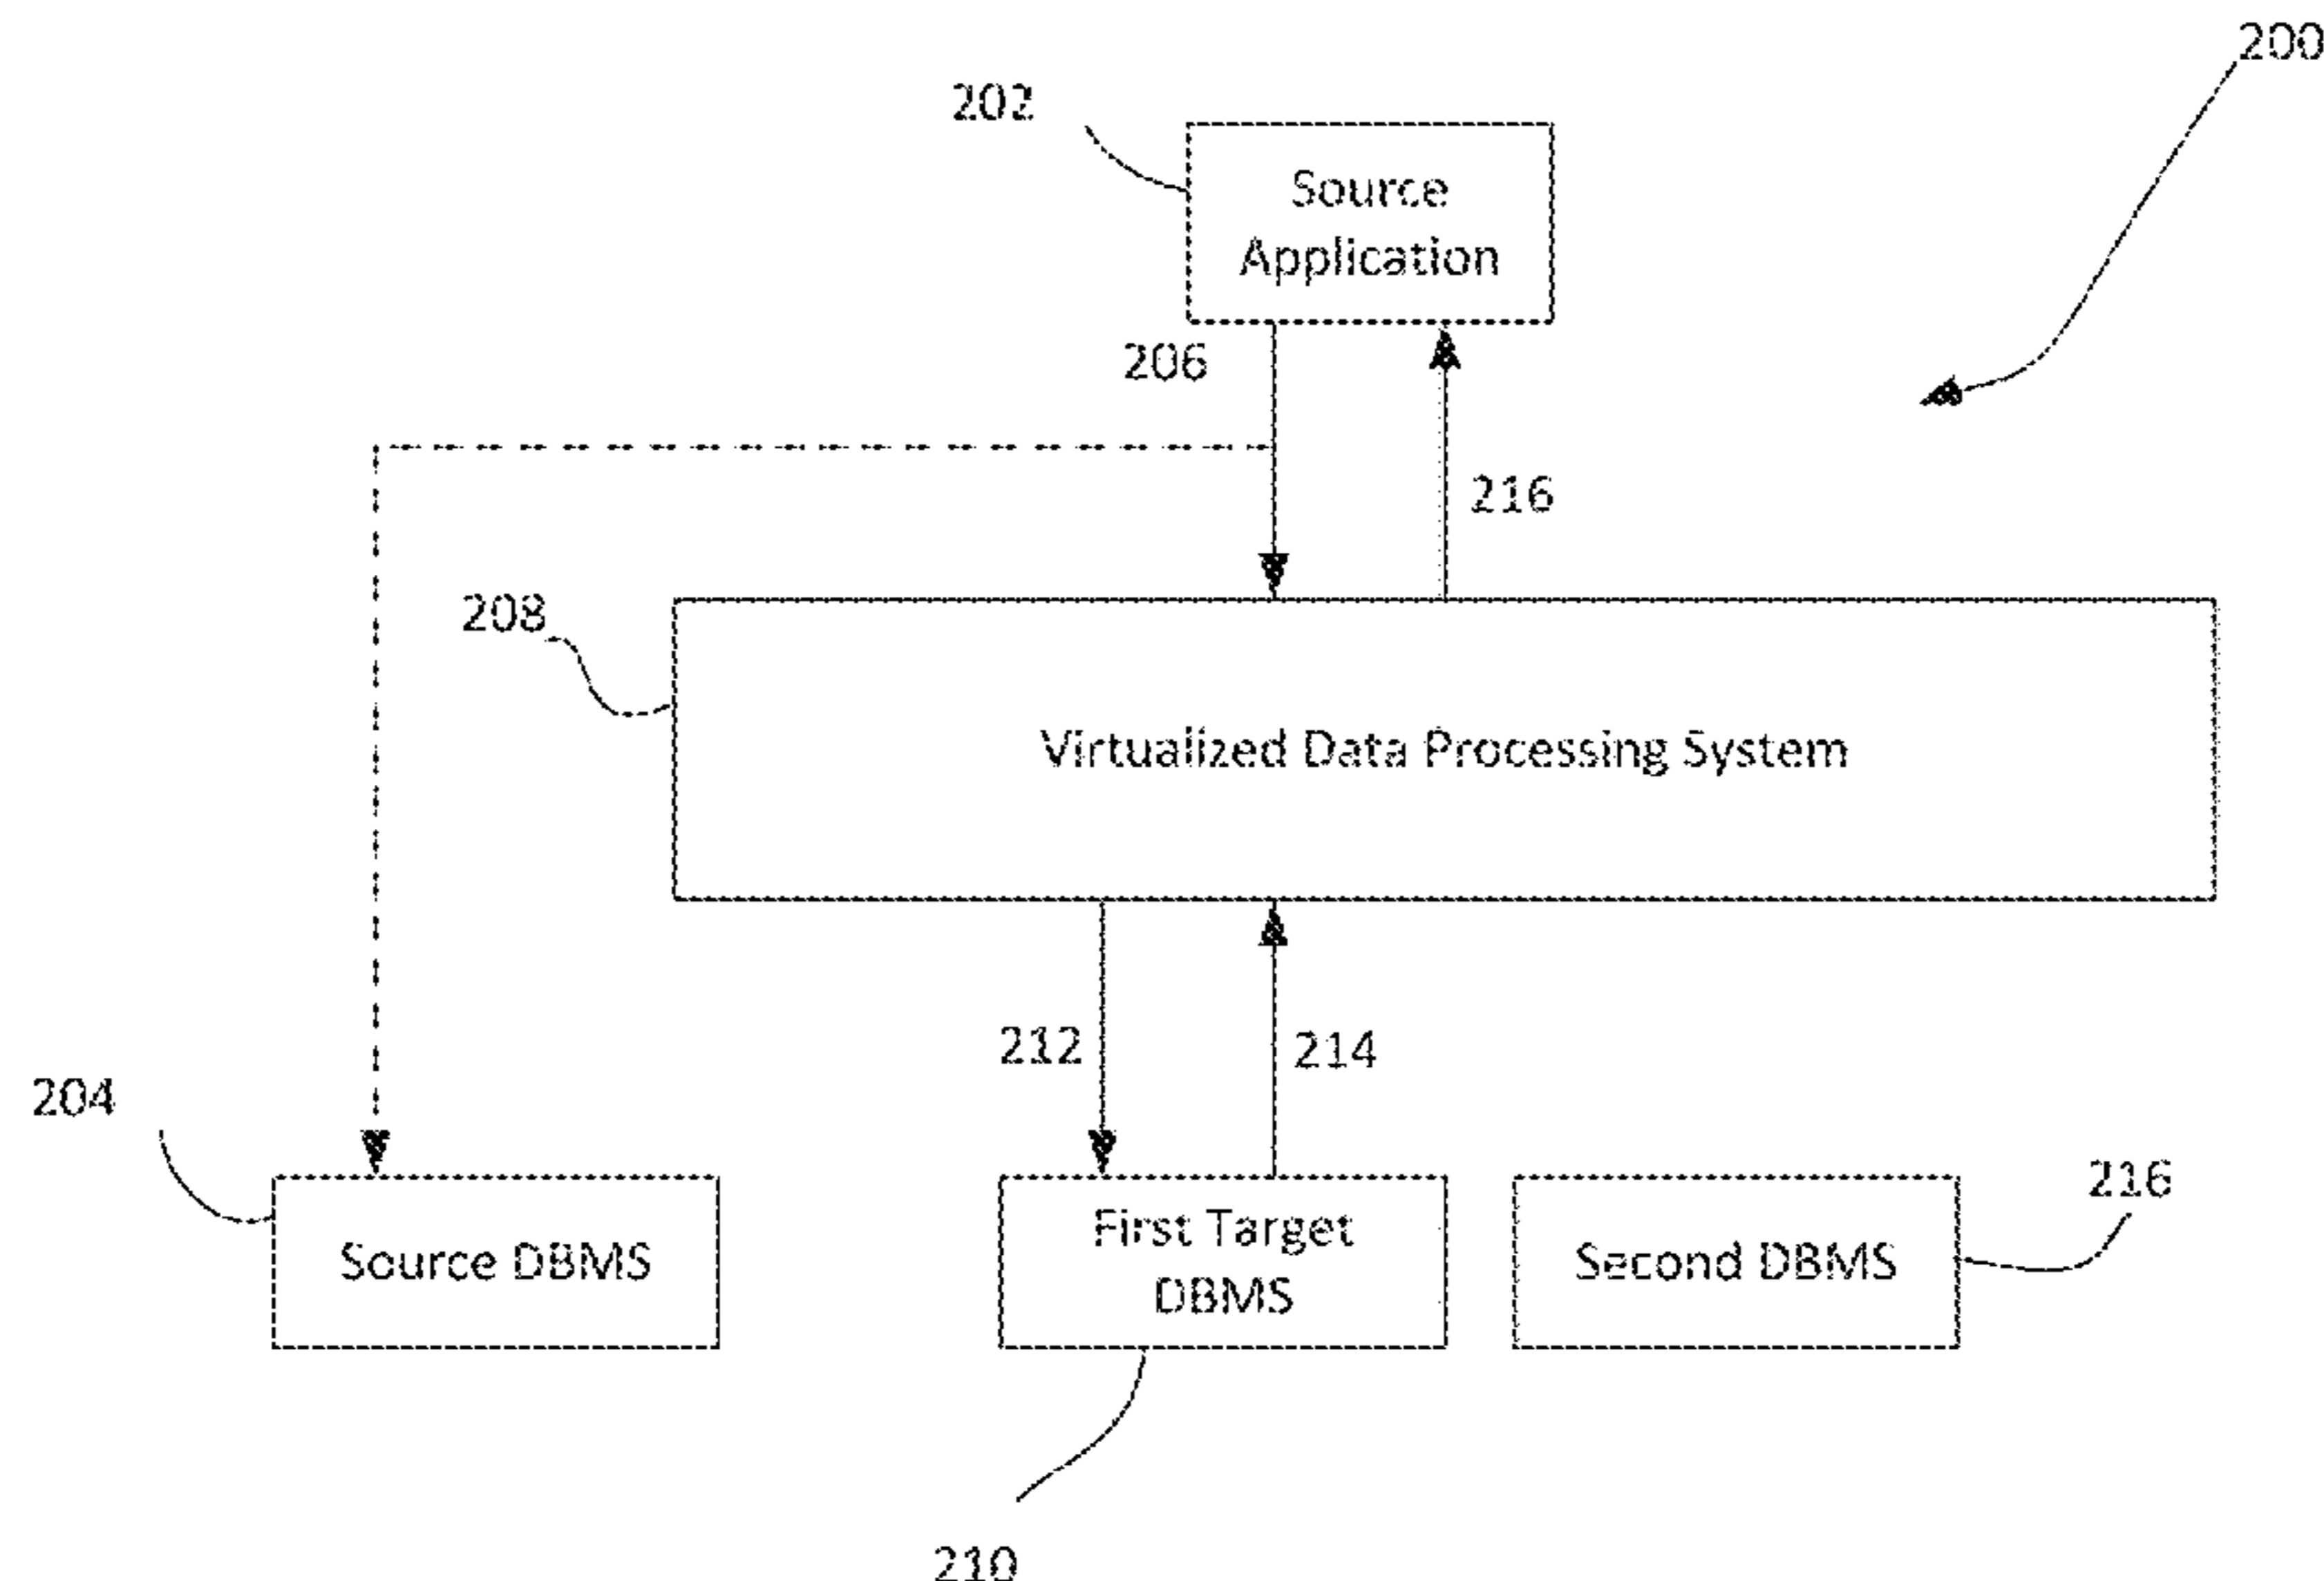 200
202
Source
Application
206
216
208
Virtualized Data Processing System
212
214
204
216
Source DBMS
First Target
DBMS
Second DBMS
210